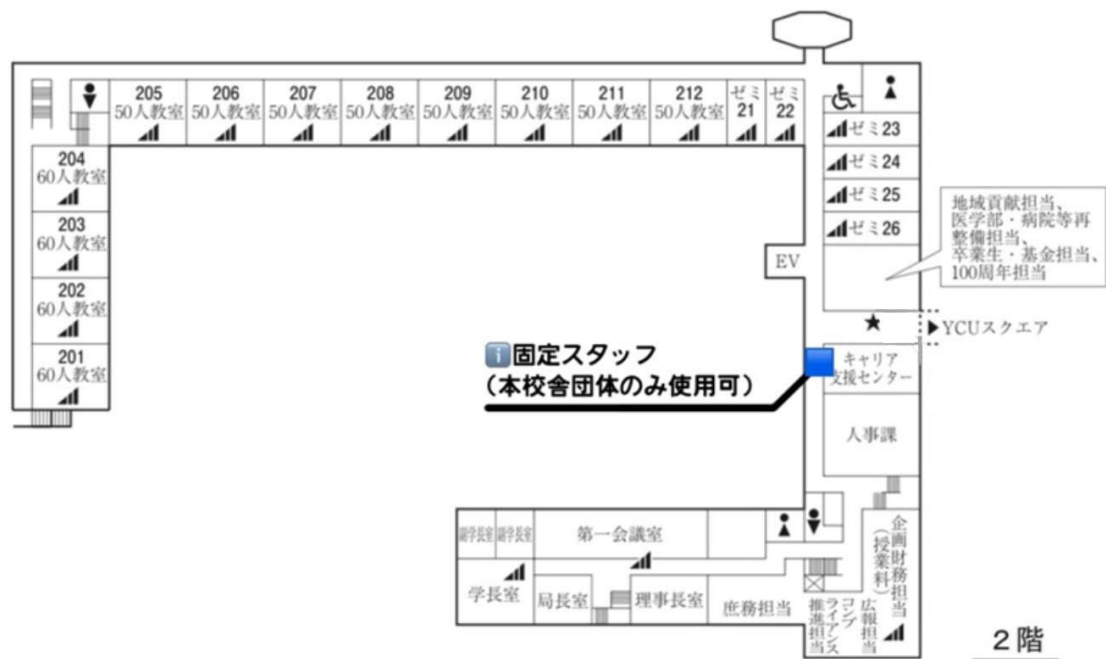 205
50人教室
206
50人教室
207
50人教室
208
50人教室
209
50人教室
210
50人教室
211
50人教室
212
50人教室
ゼミ
21
ゼミ
22
ゼミ23
ゼミ24
ゼミ25
ゼミ26
204
60人教室
203
60人教室
202
60人教室
201
60人教室
地域貢献担当、
医学部・病院等再
整備担当、
卒業生・基金担当、
100周年担当
EV
★
▶YCUスクエア
ℹ️固定スタッフ
(本校舎団体のみ使用可)
キャリア
支援センター
人事課
副学長室
副学長室
第一会議室
学長室
局長室
理事長室
庶務担当
企画財務担当
(授業料)
広報担当
コンプ
ライアンス
推進担当
2階